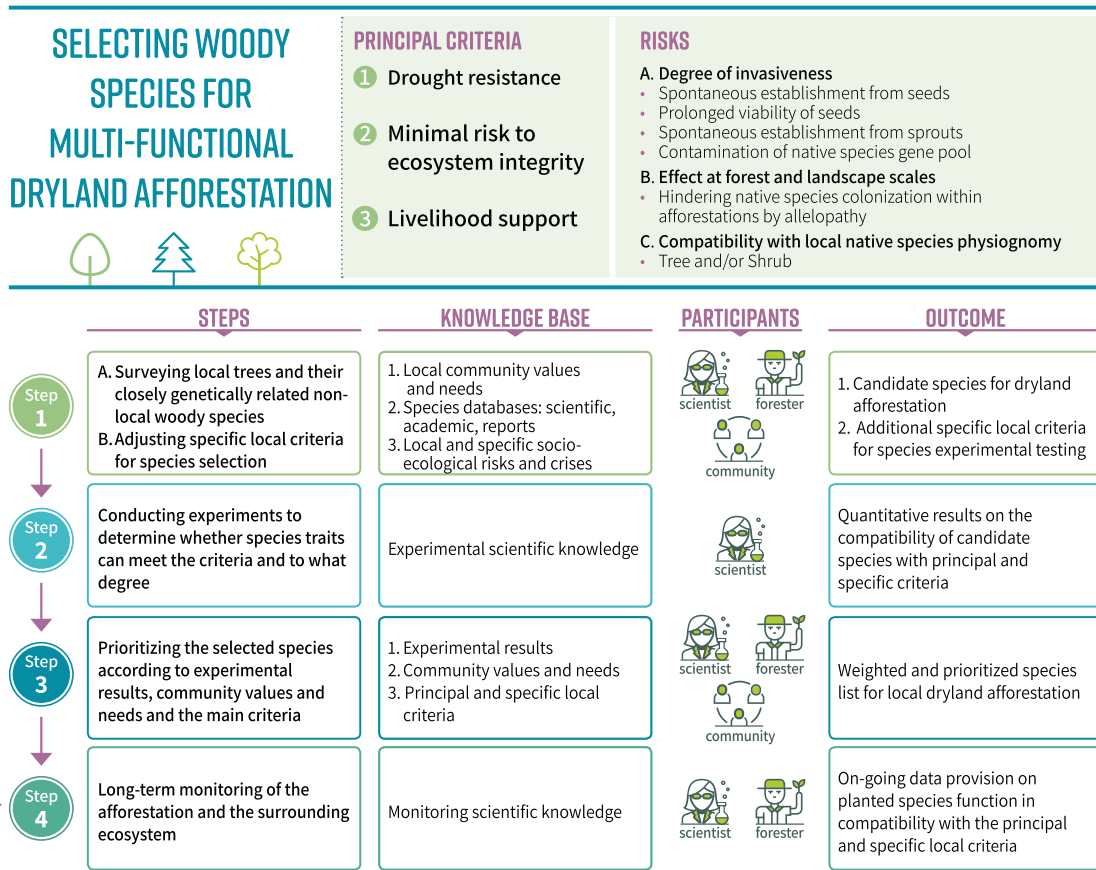 SELECTING WOODY
SPECIES FOR
MULTI-FUNCTIONAL
DRYLAND AFFORESTATION
PRINCIPAL CRITERIA
1 Drought resistance
2 Minimal risk to
ecosystem integrity
3 Livelihood support
RISKS
A. Degree of invasiveness
• Spontaneous establishment from seeds
• Prolonged viability of seeds
• Spontaneous establishment from sprouts
• Contamination of native species gene pool
B. Effect at forest and landscape scales
• Hindering native species colonization within
afforestations by allelopathy
C. Compatibility with local native species physiognomy
• Tree and/or Shrub
STEPS
KNOWLEDGE BASE
PARTICIPANTS
OUTCOME
Step
1
A. Surveying local trees and their
closely genetically related non-
local woody species
B. Adjusting specific local criteria
for species selection
1. Local community values
and needs
2. Species databases: scientific,
academic, reports
3. Local and specific socio-
ecological risks and crises
scientist
forester
community
1. Candidate species for dryland
afforestation
2. Additional specific local criteria
for species experimental testing
Step
2
Conducting experiments to
determine whether species traits
can meet the criteria and to what
degree
Experimental scientific knowledge
scientist
Quantitative results on the
compatibility of candidate
species with principal and
specific criteria
Step
3
Prioritizing the selected species
according to experimental
results, community values and
needs and the main criteria
1. Experimental results
2. Community values and needs
3. Principal and specific local
criteria
scientist
forester
community
Weighted and prioritized species
list for local dryland afforestation
Step
4
Long-term monitoring of the
afforestation and the surrounding
ecosystem
Monitoring scientific knowledge
scientist
forester
On-going data provision on
planted species function in
compatibility with the principal
and specific local criteria